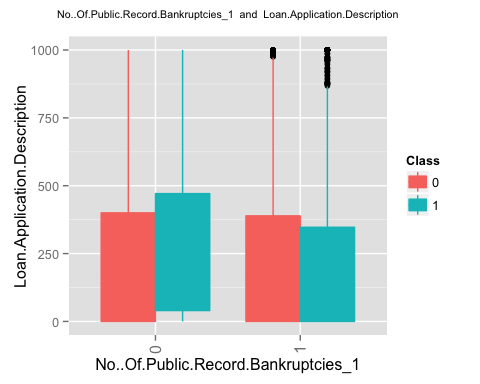 No..Of.Public.Record.Bankruptcies_1 and Loan.Application.Description
1000
750
500
250
0
Loan.Application.Description
0
1
No..Of.Public.Record.Bankruptcies_1
Class
0
1